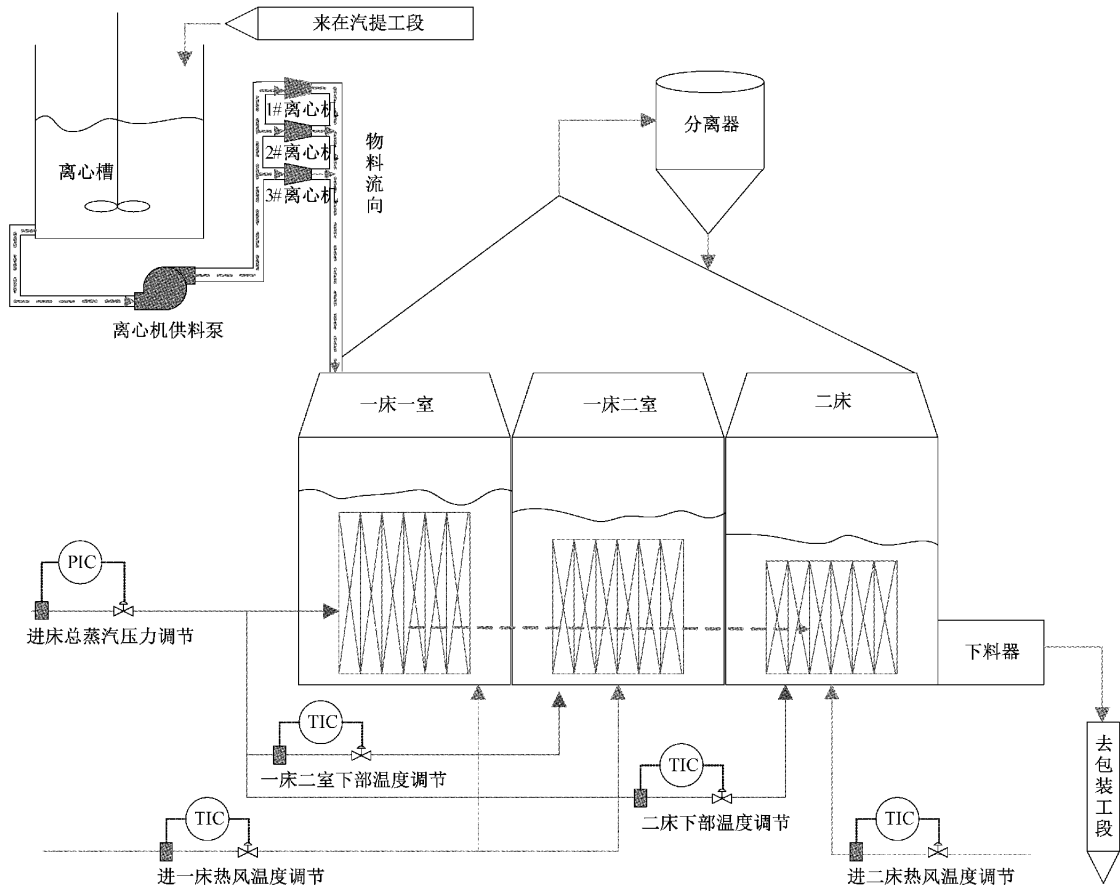 来在汽提工段
1#离心机
2#离心机
3#离心机
物料流向
离心槽
离心机供料泵
分离器
一床一室
一床二室
二床
PIC
进床总蒸汽压力调节
下料器
TIC
一床二室下部温度调节
TIC
二床下部温度调节
TIC
进一床热风温度调节
TIC
进二床热风温度调节
去包装工段